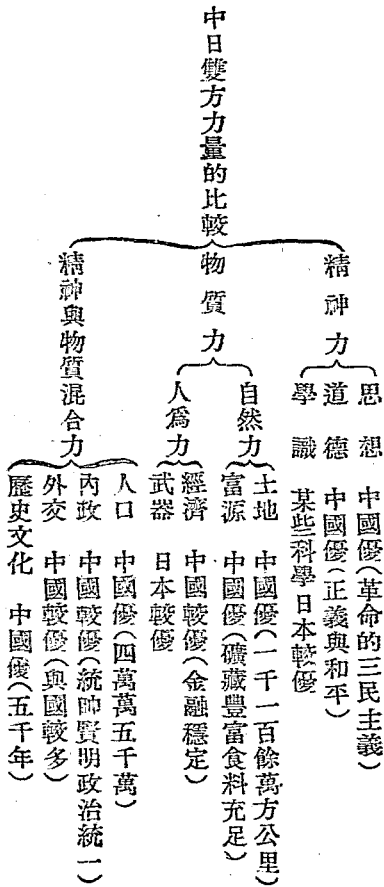 中日雙方力量的比較
精神力
思想 中國優(革命的三民主義)
道德 中國優(正義與和平)
學識 某些科學日本較優
物質力
自然力
土地 中國優(一千一百餘萬方公里)
富源 中國優(礦藏豐富食料充足)
人爲力
經濟 中國較優(金融穩定)
武器 日本較優
精神與物質混合力
人口 中國優(四萬萬五千萬)
內政 中國較優(統帥賢明政治統一)
外交 中國較優(與國較多)
歷史文化 中國優(五千年)